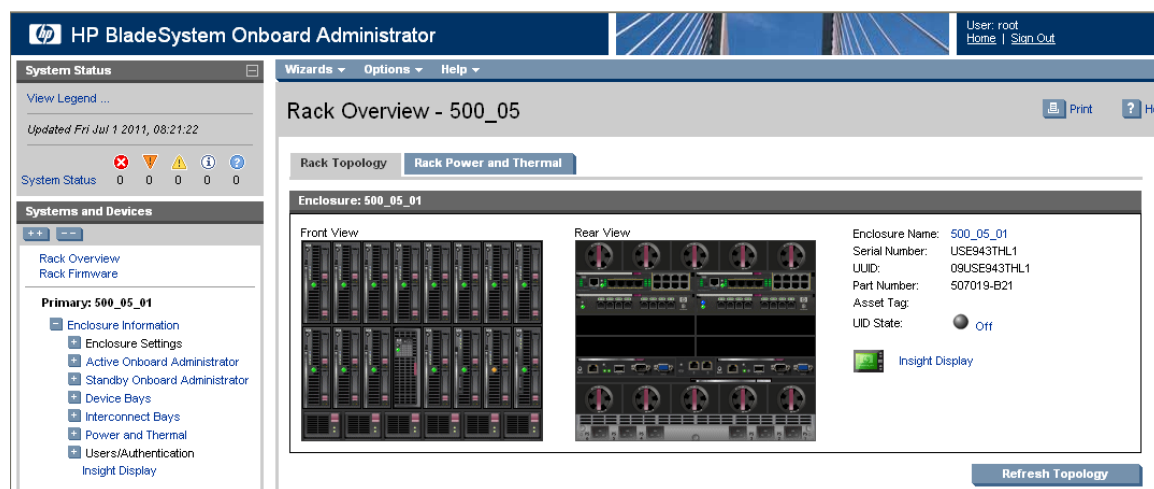 hp
HP BladeSystem Onboard Administrator
User: root
Home | Sign Out
System Status
Wizards Options Help
View Legend ...
Updated Fri Jul 1 2011, 08:21:22
System Status 0 0 0 0 0
Rack Overview - 500_05
Print
Rack Topology
Rack Power and Thermal
Systems and Devices
Rack Overview
Rack Firmware
Primary: 500_05_01
Enclosure Information
Enclosure Settings
Active Onboard Administrator
Standby Onboard Administrator
Device Bays
Interconnect Bays
Power and Thermal
Users/Authentication
Insight Display
Enclosure: 500_05_01
Front View
Rear View
Enclosure Name: 500_05_01
Serial Number: USE943THL1
UUID: 09USE943THL1
Part Number: 507019-B21
Asset Tag:
UID State: Off
Insight Display
Refresh Topology